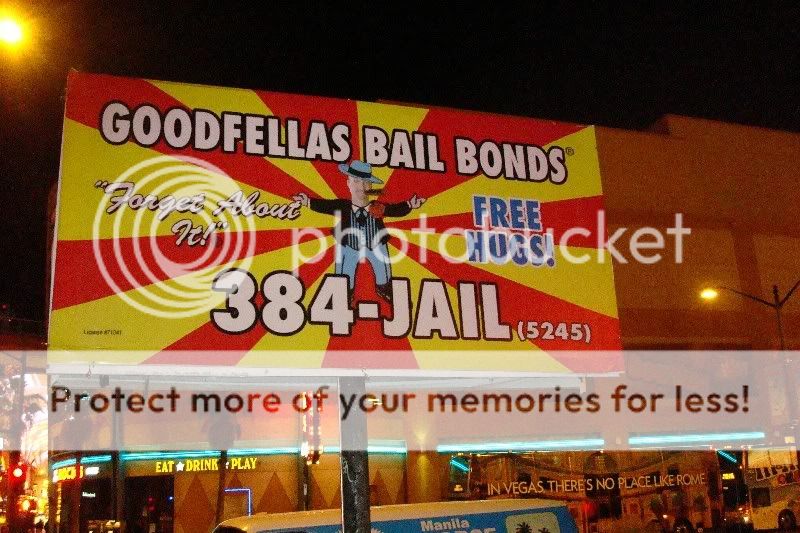 GOODFELLAS BAIL BONDS®
"Forget About
It!"
FREE
HUGS!
384-JAIL (5245)
photobucket
Protect more of your memories for less!
EAT ★ DRINK ★ PLAY
IN VEGAS, THERE'S NO PLACE LIKE ROME
Manila